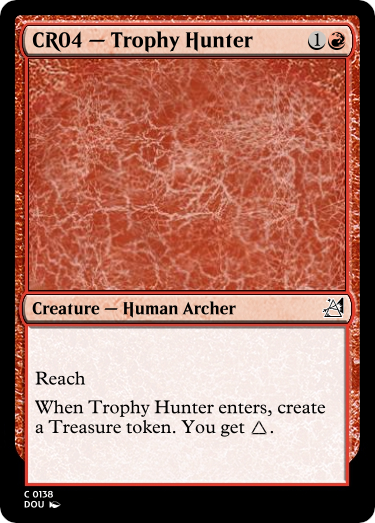 CR04 — Trophy Hunter 1
Creature — Human Archer
Reach
When Trophy Hunter enters, create
a Treasure token. You get △.
C 0138
DOU